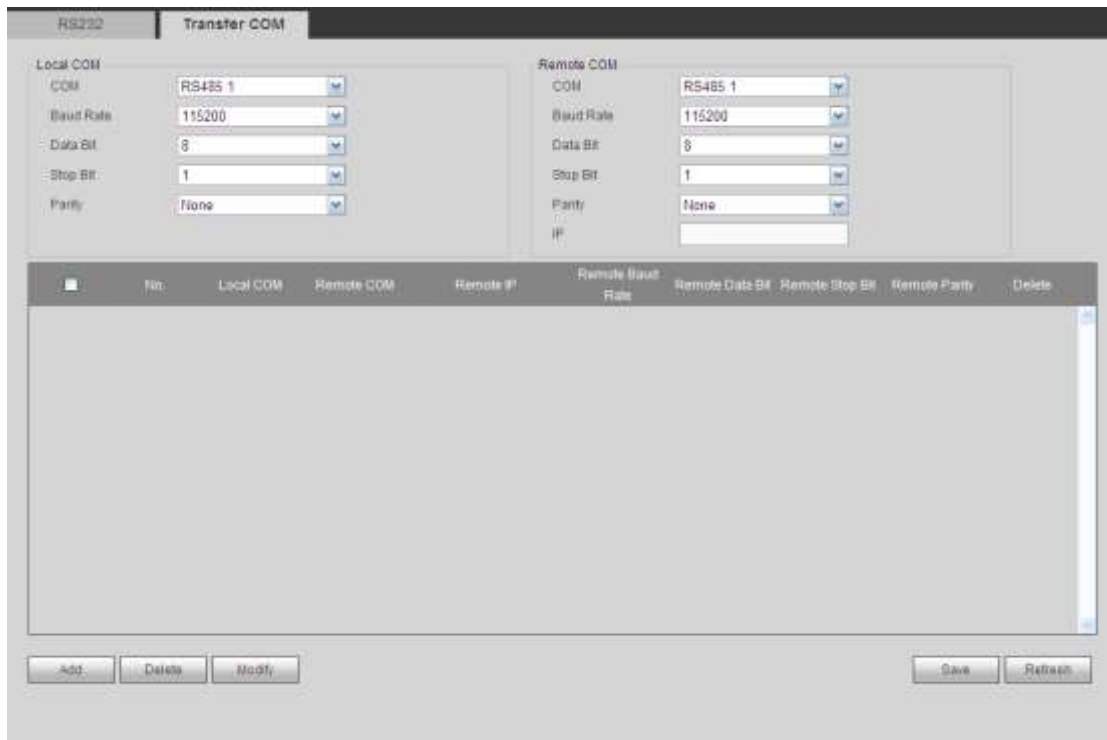 RS232 Transfer COM
Local COM
COM RS485 1
Baud Rate 115200
Data Bit 8
Stop Bit 1
Parity None
Remote COM
COM RS485 1
Baud Rate 115200
Data Bit 8
Stop Bit 1
Parity None
IP
No. Local COM Remote COM Remote IP Remote Baud Rate Remote Data Bit Remote Stop Bit Remote Parity Delete
Add Delete Modify Save Refresh